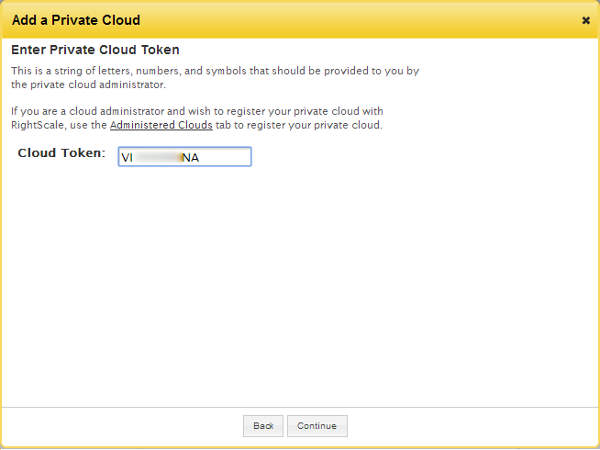 Add a Private Cloud
Enter Private Cloud Token
This is a string of letters, numbers, and symbols that should be provided to you by
the private cloud administrator.
If you are a cloud administrator and wish to register your private cloud with
RightScale, use the Administered Clouds tab to register your private cloud.
Cloud Token: VI NA
Back Continue